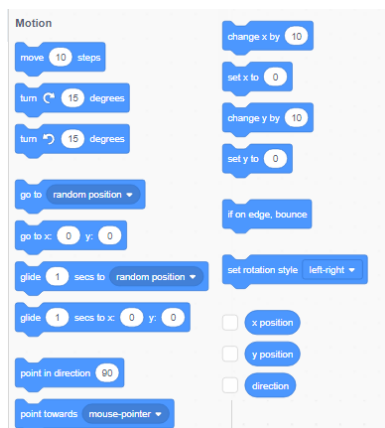 Motion
move 10 steps
turn 15 degrees
turn 15 degrees
go to random position
go to x: 0 y: 0
glide 1 secs to random position
glide 1 secs to x: 0 y: 0
point in direction 90
point towards mouse-pointer
change x by 10
set x to 0
change y by 10
set y to 0
if on edge, bounce
set rotation style left-right
x position
y position
direction